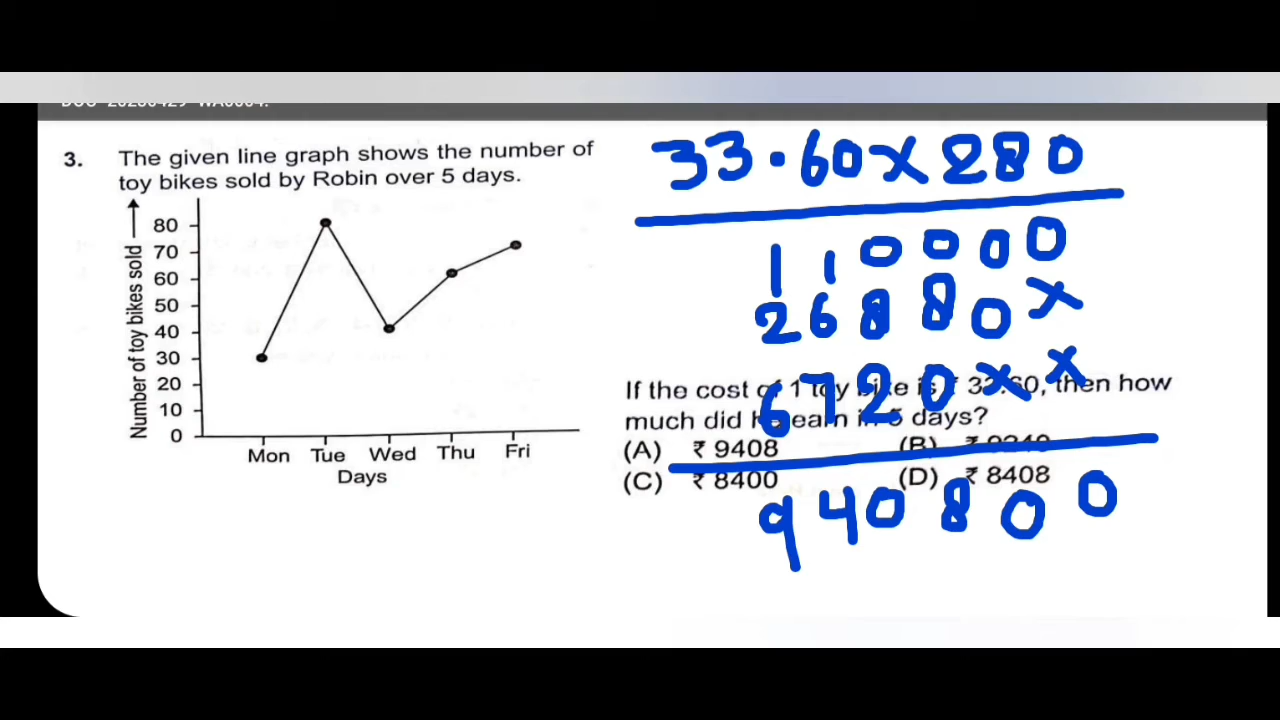 3. The given line graph shows the number of
toy bikes sold by Robin over 5 days.
Number of toy bikes sold
80
70
60
50
40
30
20
10
0
Mon Tue Wed Thu Fri
Days
33.60x280
110000
26880x
6720xx
If the cost of 1 toy bike is ₹ 33.60, then how
much did he earn in 5 days?
(A) ₹ 9408 (B) ₹
(C) ₹ 8400 (D) ₹ 8408
940800